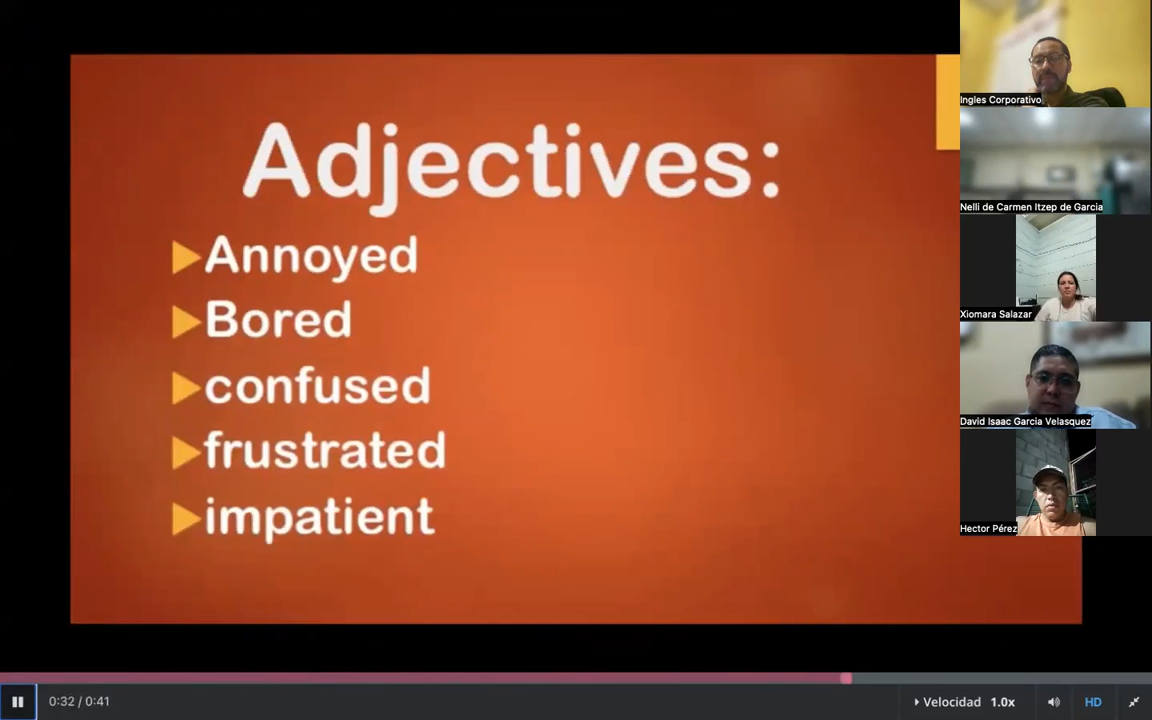 Adjectives:
Annoyed
Bored
confused
frustrated
impatient
Ingles Corporativo
Nelli de Carmen Itzep de Garcia
Xiomara Salazar
David Isaac Garcia Velasquez
Hector Pérez
0:32 / 0:41
Velocidad 1.0x
HD